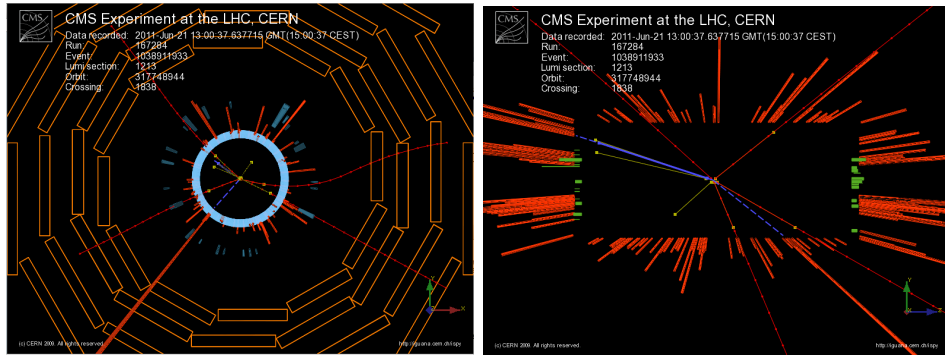 CMS
CMS Experiment at the LHC, CERN
Data recorded: 2011-Jun-21 13:00:37.637715 GMT(15:00:37 CEST)
Run: 167284
Event: 1038911933
Lumi section: 1213
Orbit: 317748944
Crossing: 1838
Y
X
(c) CERN 2009. All rights reserved.
http://iguana.cern.ch/ispy
CMS
CMS Experiment at the LHC, CERN
Data recorded: 2011-Jun-21 13:00:37.637715 GMT(15:00:37 CEST)
Run: 167284
Event: 1038911933
Lumi section: 1213
Orbit: 317748944
Crossing: 1838
Y
Z
(c) CERN 2009. All rights reserved.
http://iguana.cern.ch/ispy